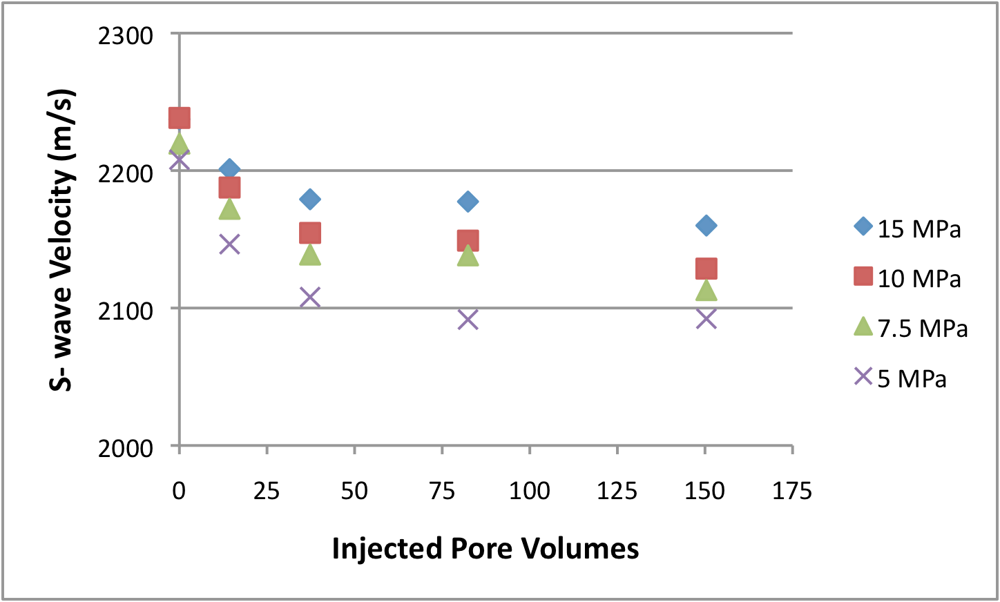 2300
2200
2100
2000
S- wave Velocity (m/s)
0 25 50 75 100 125 150 175
Injected Pore Volumes
15 MPa
10 MPa
7.5 MPa
5 MPa